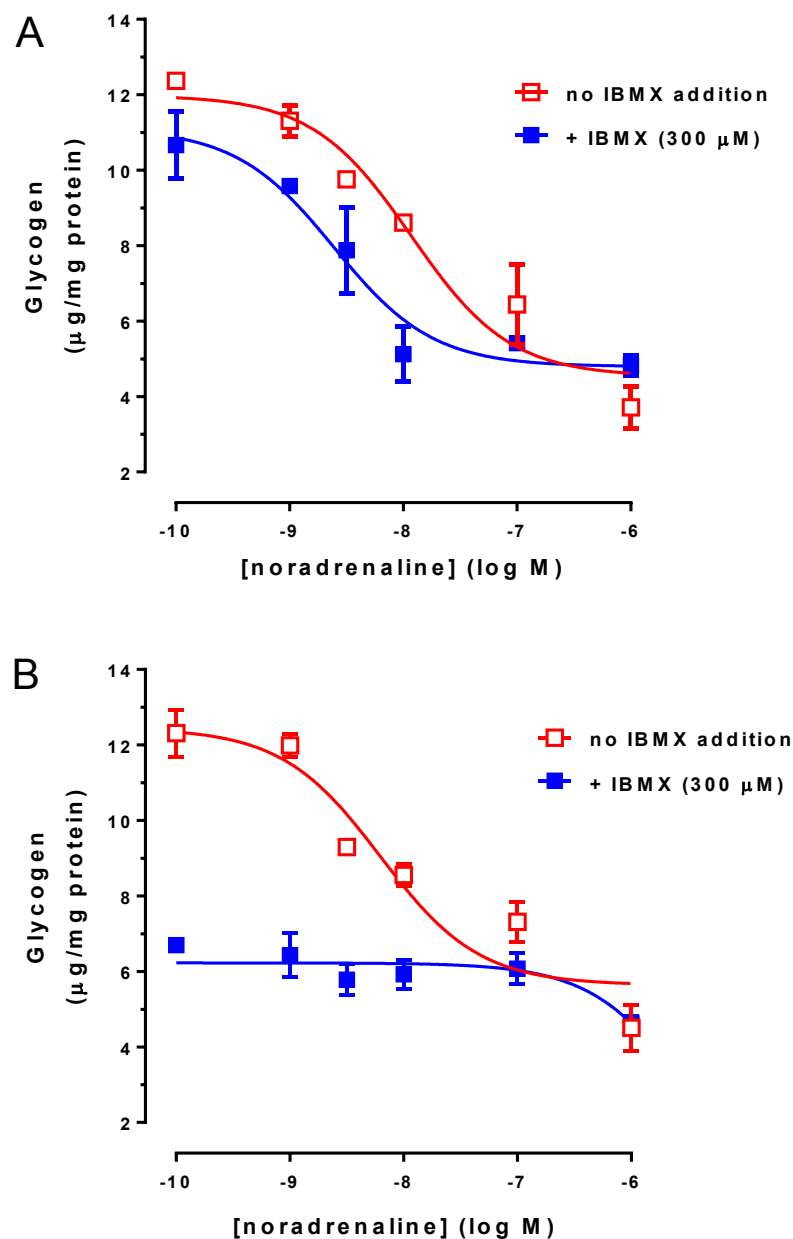 A
14
12
10
8
6
4
2
Glycogen
(μg/mg protein)
no IBMX addition
+ IBMX (300 μM)
-10 -9 -8 -7 -6
[noradrenaline] (log M)
B
14
12
10
8
6
4
2
Glycogen
(μg/mg protein)
no IBMX addition
+ IBMX (300 μM)
-10 -9 -8 -7 -6
[noradrenaline] (log M)